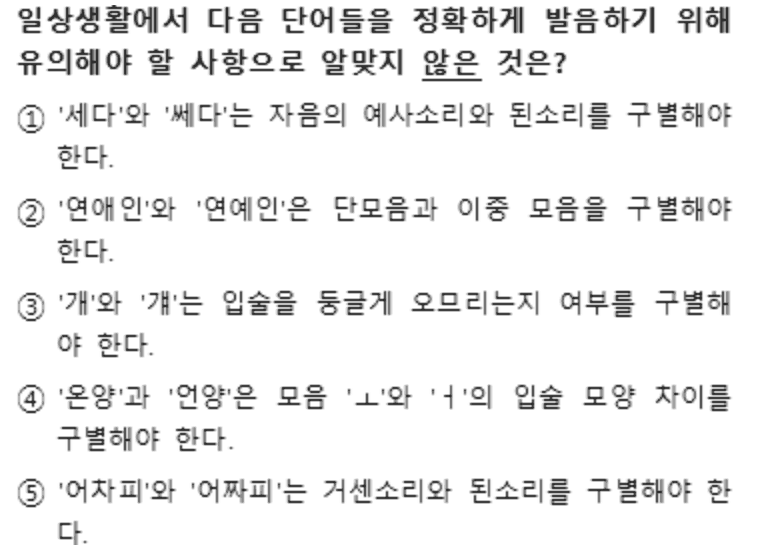 일상생활에서 다음 단어들을 정확하게 발음하기 위해
유의해야 할 사항으로 알맞지 않은 것은?
① '세다'와 '쎄다'는 자음의 예사소리와 된소리를 구별해야
한다.
② '연애인'와 '연예인'은 단모음과 이중 모음을 구별해야
한다.
③ '개'와 '걔'는 입술을 둥글게 오므리는지 여부를 구별해
야 한다.
④ '온양'과 '언양'은 모음 'ㅗ'와 'ㅓ'의 입술 모양 차이를
구별해야 한다.
⑤ '어차피'와 '어짜피'는 거센소리와 된소리를 구별해야 한
다.